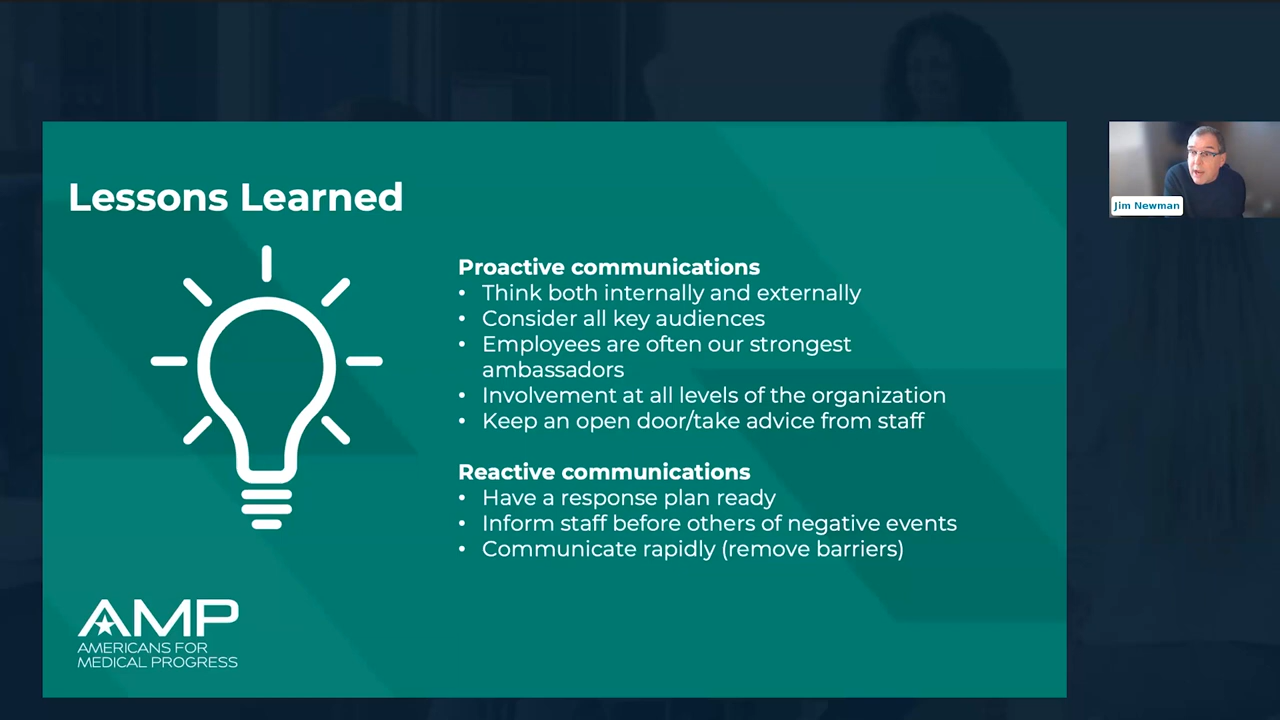 Lessons Learned
Proactive communications
• Think both internally and externally
• Consider all key audiences
• Employees are often our strongest
ambassadors
• Involvement at all levels of the organization
• Keep an open door/take advice from staff
Reactive communications
• Have a response plan ready
• Inform staff before others of negative events
• Communicate rapidly (remove barriers)
AMP
AMERICANS FOR
MEDICAL PROGRESS
Jim Newman